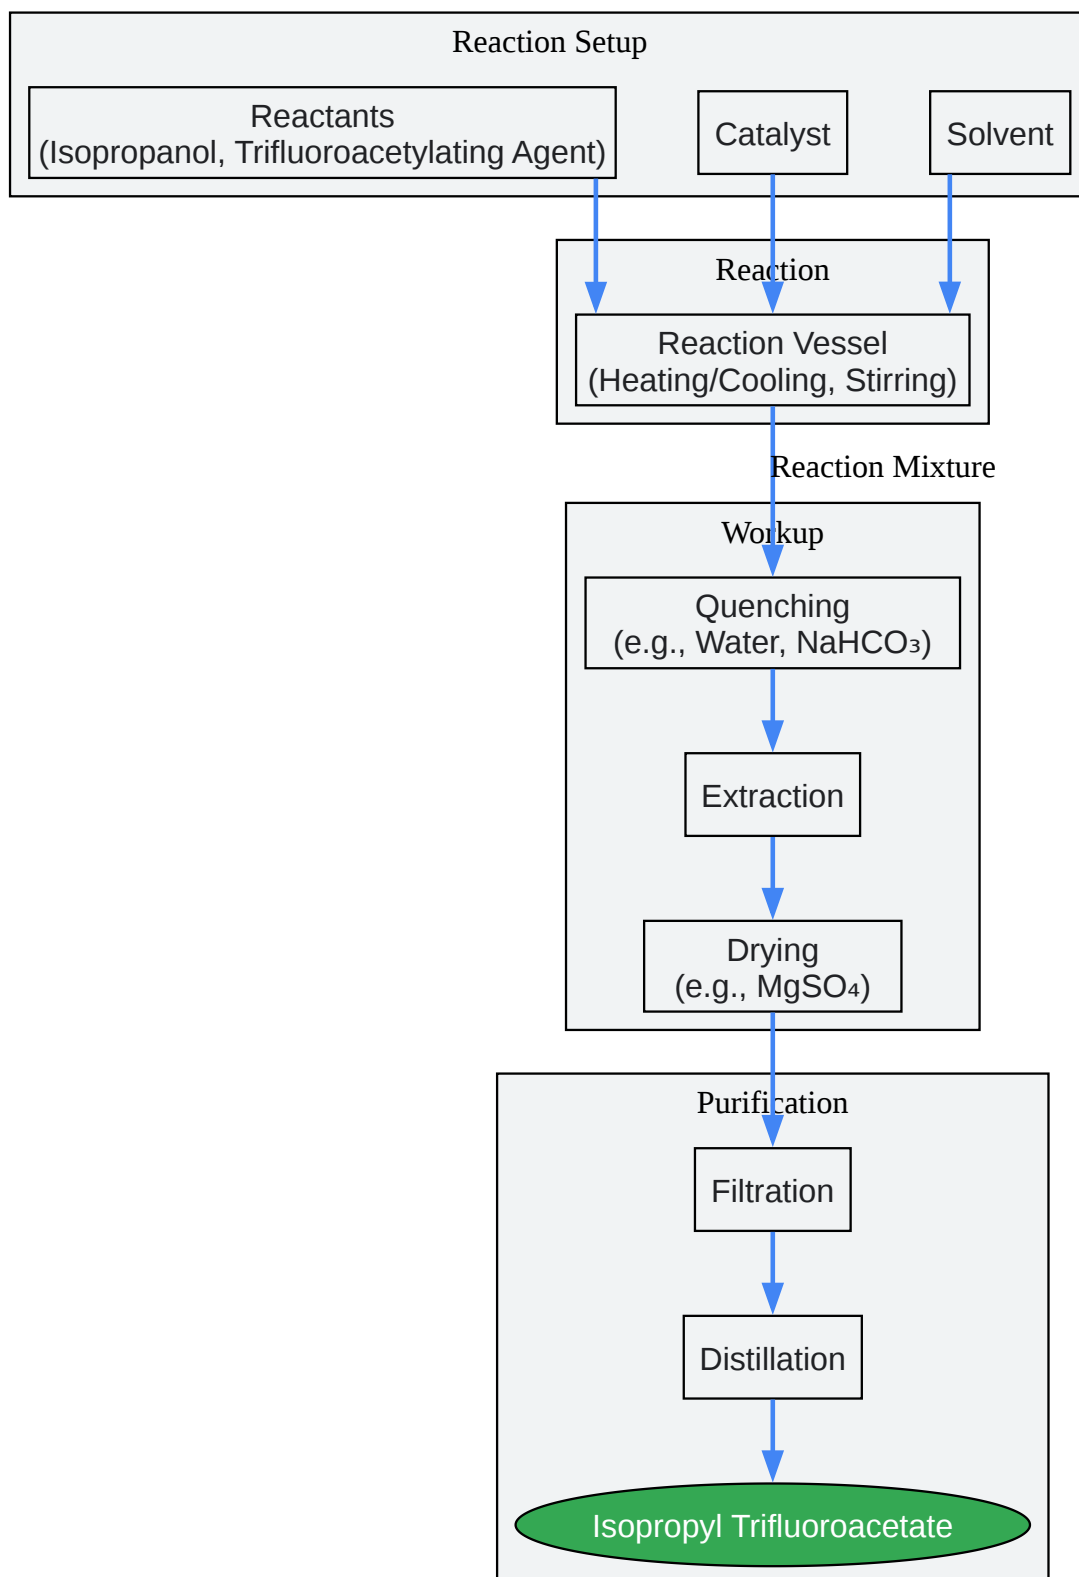 Reaction Setup
Reactants
(Isopropanol, Trifluoroacetylating Agent)
Catalyst
Solvent
Reaction
Reaction Vessel
(Heating/Cooling, Stirring)
Reaction Mixture
Workup
Quenching
(e.g., Water, NaHCO₃)
Extraction
Drying
(e.g., MgSO₄)
Purification
Filtration
Distillation
Isopropyl Trifluoroacetate